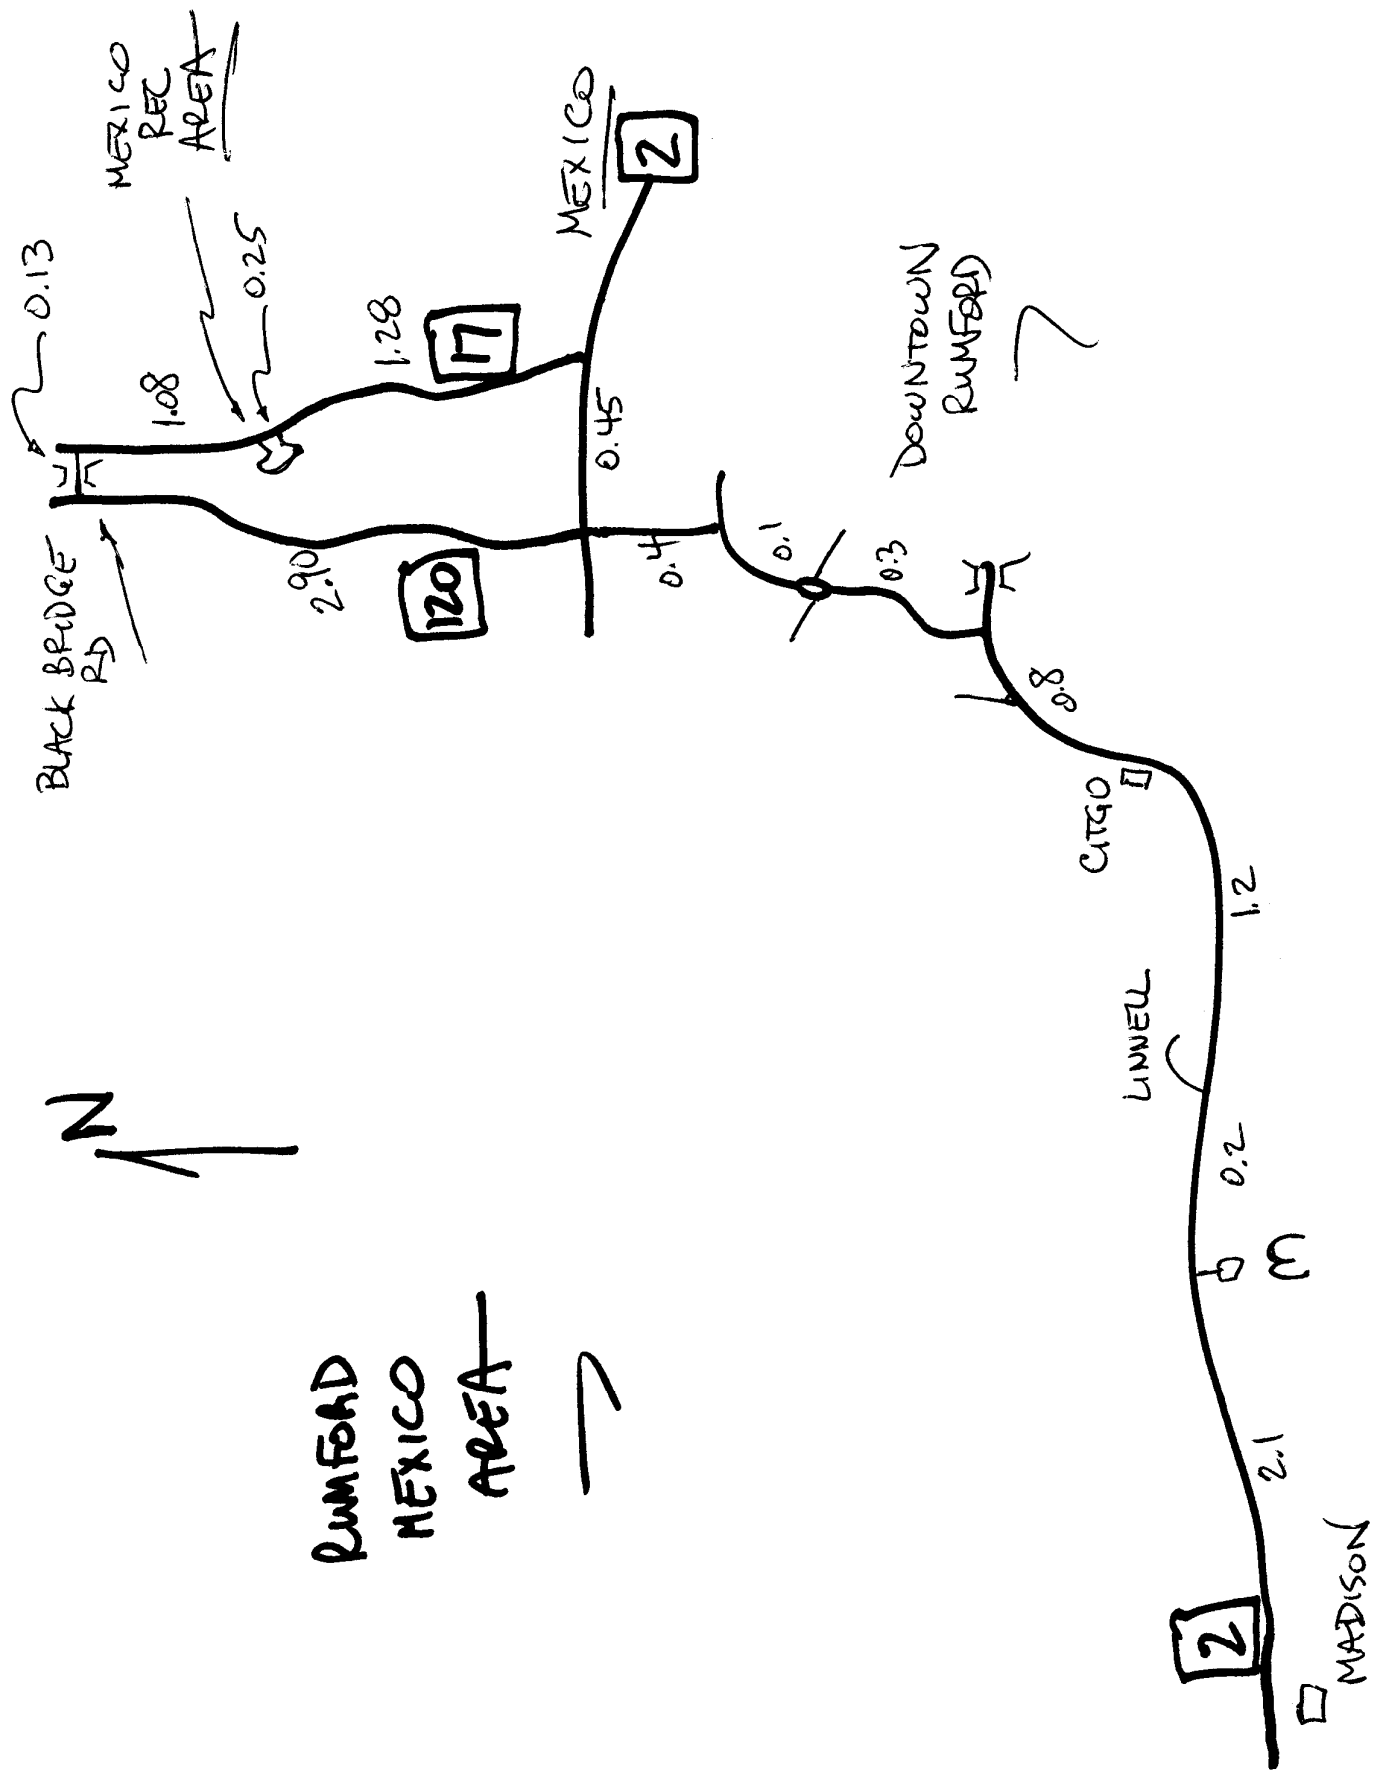 RUMFORD
MEXICO
AREA
N
BLACK BRIDGE
RD
0.13
MEXICO
REC
AREA
1.08
0.25
2.90
1.28
120
17
0.45
MEXICO
2
0.4
0.1
0.3
DOWNTOWN
RUMFORD
0.8
CITGO
1.2
LINNELL
0.2
2.1
2
MADISON